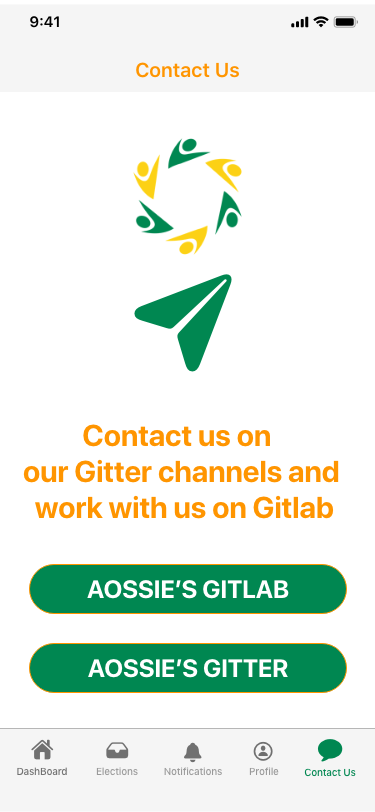 9:41
Contact Us
Contact us on
our Gitter channels and
work with us on Gitlab
AOSSIE’S GITLAB
AOSSIE’S GITTER
DashBoard Elections Notifications Profile Contact Us